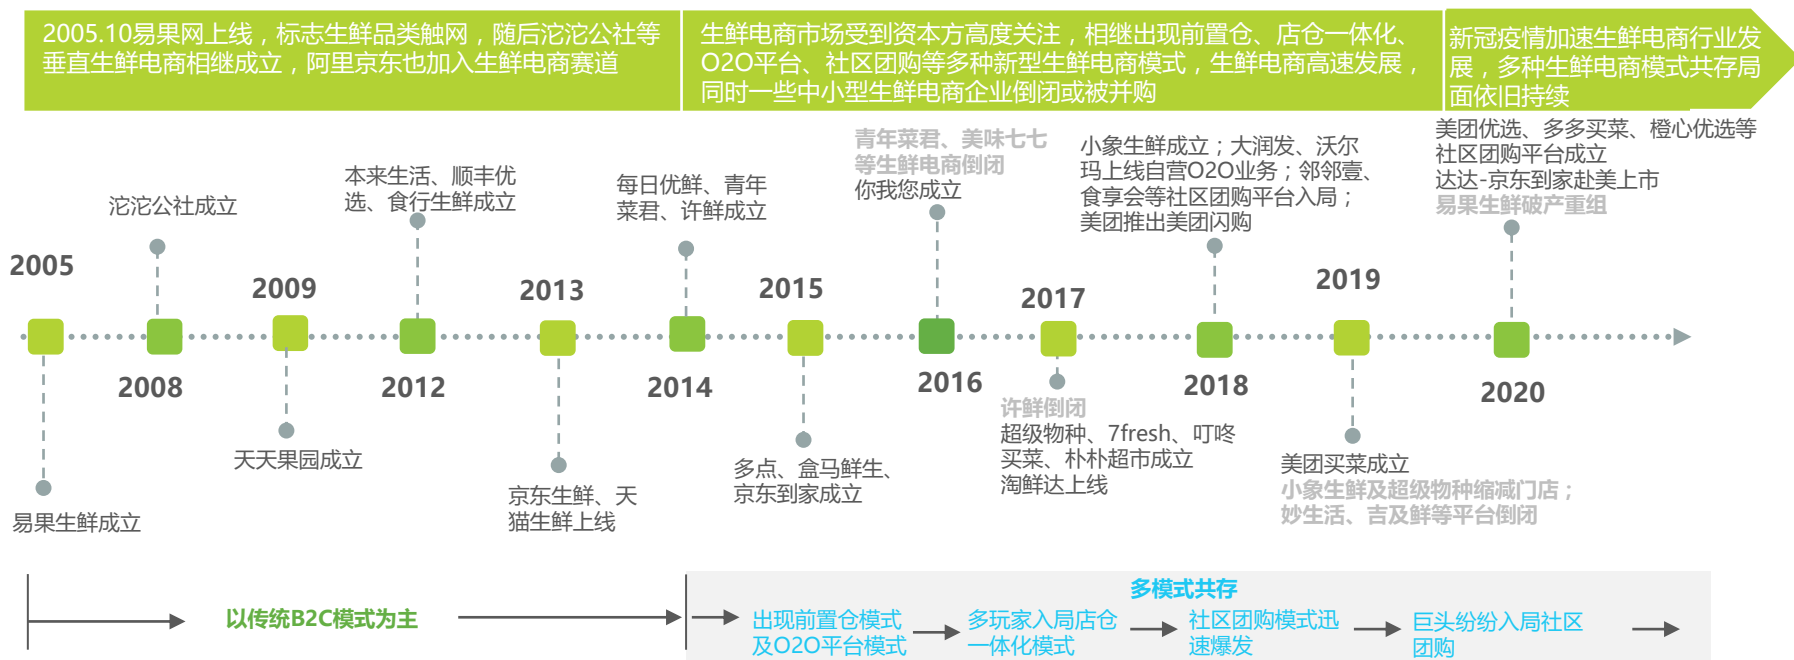 2005.10易果网上线，标志生鲜品类触网，随后沱沱公社等
垂直生鲜电商相继成立，阿里京东也加入生鲜电商赛道
生鲜电商市场受到资本方高度关注，相继出现前置仓、店仓一体化、
O2O平台、社区团购等多种新型生鲜电商模式，生鲜电商高速发展，
同时一些中小型生鲜电商企业倒闭或被并购
新冠疫情加速生鲜电商行业发
展，多种生鲜电商模式共存局
面依旧持续
2005
易果生鲜成立
沱沱公社成立
2008
2009
天天果园成立
本来生活、顺丰优
选、食行生鲜成立
2012
2013
京东生鲜、天
猫生鲜上线
每日优鲜、青年
菜君、许鲜成立
2014
2015
多点、盒马鲜生、
京东到家成立
青年菜君、美味七七
等生鲜电商倒闭
你我您成立
2016
2017
许鲜倒闭
超级物种、7fresh、叮咚
买菜、朴朴超市成立
淘鲜达上线
小象生鲜成立；大润发、沃尔
玛上线自营O2O业务；邻邻壹、
食享会等社区团购平台入局；
美团推出美团闪购
2018
2019
美团买菜成立
小象生鲜及超级物种缩减门店；
妙生活、吉及鲜等平台倒闭
美团优选、多多买菜、橙心优选等
社区团购平台成立
达达-京东到家赴美上市
易果生鲜破产重组
2020
以传统B2C模式为主
多模式共存
出现前置仓模式
及O2O平台模式
多玩家入局店仓
一体化模式
社区团购模式迅
速爆发
巨头纷纷入局社区
团购